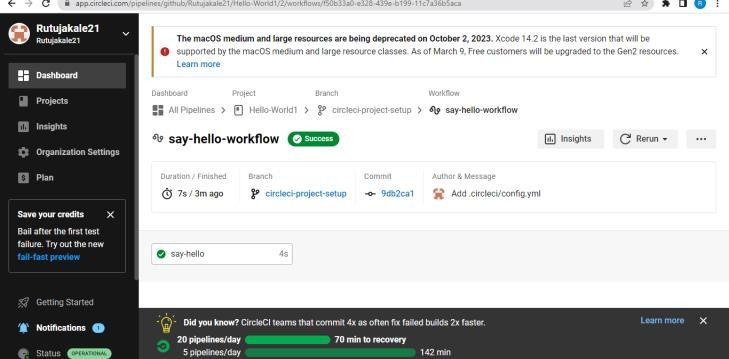 app.circleci.com/pipelines/github/Rutujakale21/Hello-World1/2/workflows/f50b33a0-e328-439e-b199-11c7a36b5aca
R
Rutujakale21
Rutujakale21
Dashboard
Projects
Insights
Organization Settings
Plan
Save your credits
Bail after the first test
failure. Try out the new
fail-fast preview
Getting Started
Notifications 1
Status OPERATIONAL
The macOS medium and large resources are being deprecated on October 2, 2023. Xcode 14.2 is the last version that will be
supported by the macOS medium and large resource classes. As of March 9, Free customers will be upgraded to the Gen2 resources.
Learn more
Dashboard Project Branch Workflow
All Pipelines Hello-World1 circleci-project-setup say-hello-workflow
say-hello-workflow Success Insights Rerun
Duration / Finished Branch Commit Author & Message
7s / 3m ago circleci-project-setup 9db2ca1 Add .circleci/config.yml
say-hello 4s
Did you know? CircleCI teams that commit 4x as often fix failed builds 2x faster. Learn more
20 pipelines/day 70 min to recovery
5 pipelines/day 142 min